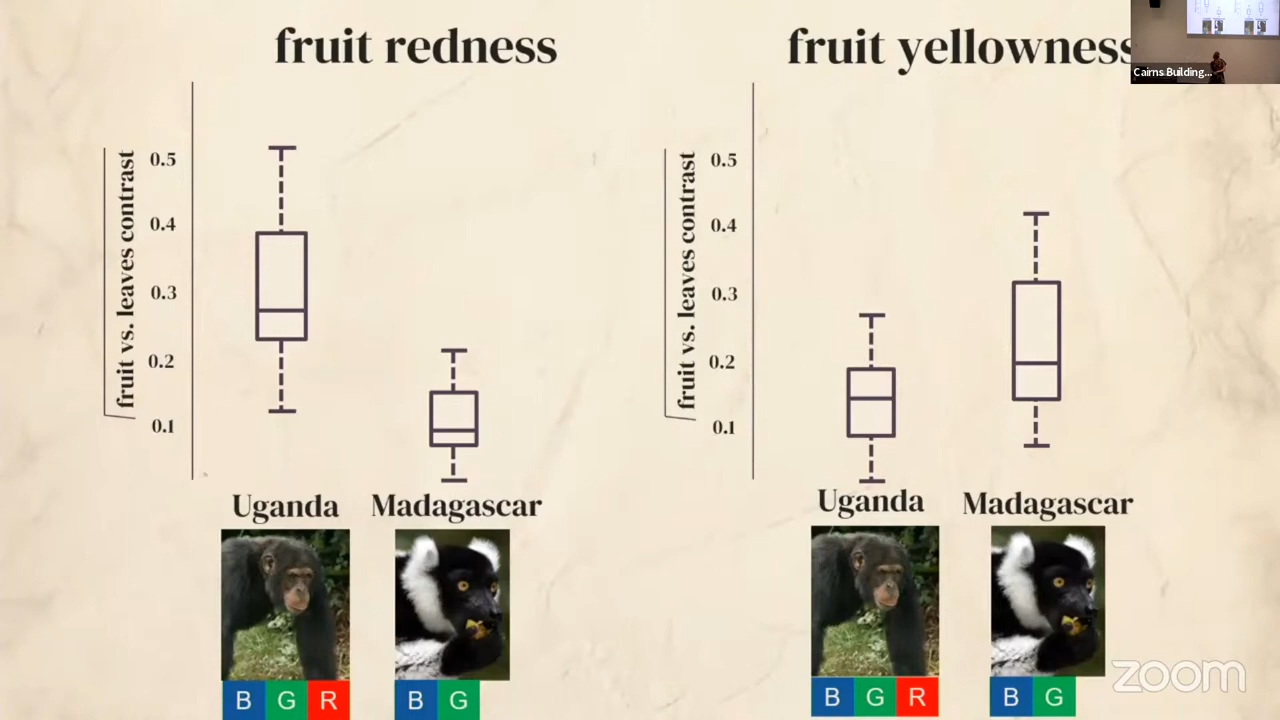 fruit redness
fruit vs. leaves contrast
0.5
0.4
0.3
0.2
0.1
Uganda
Madagascar
B G R
B G
fruit yellowness
fruit vs. leaves contrast
0.5
0.4
0.3
0.2
0.1
Uganda
Madagascar
B G R
B G
Cairns Building...
zoom